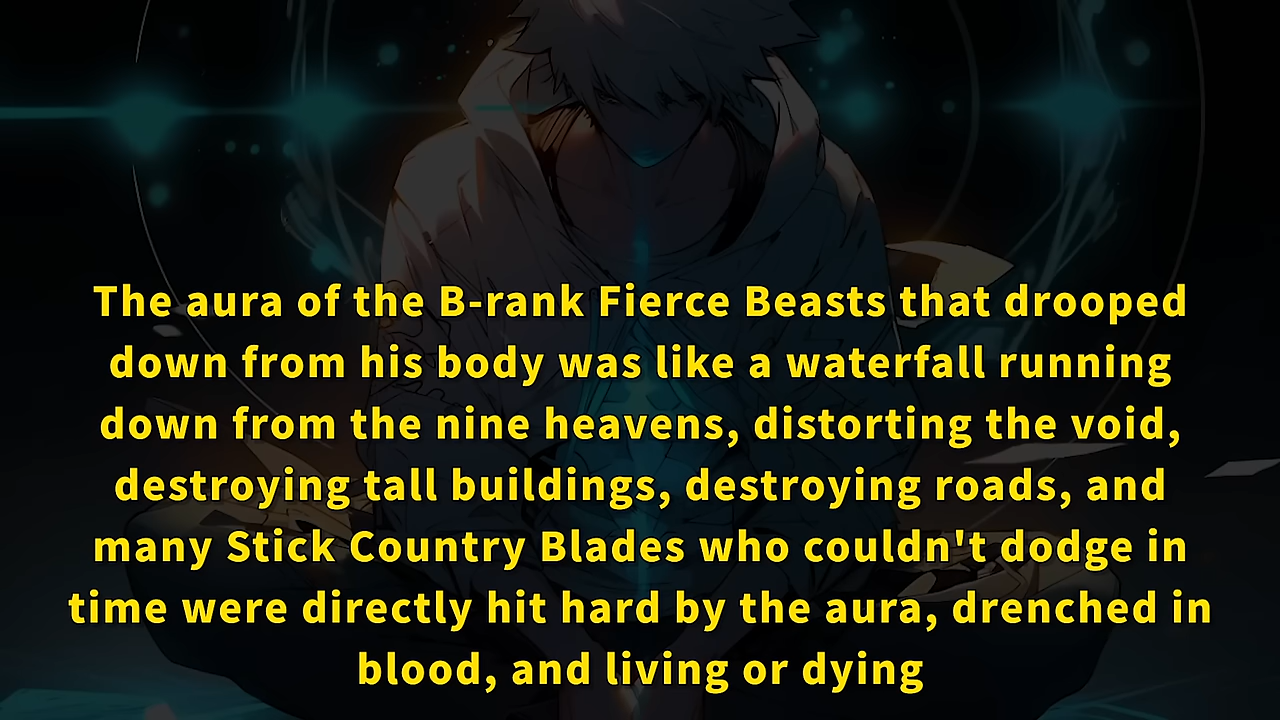 The aura of the B-rank Fierce Beasts that drooped
down from his body was like a waterfall running
down from the nine heavens, distorting the void,
destroying tall buildings, destroying roads, and
many Stick Country Blades who couldn't dodge in
time were directly hit hard by the aura, drenched in
blood, and living or dying